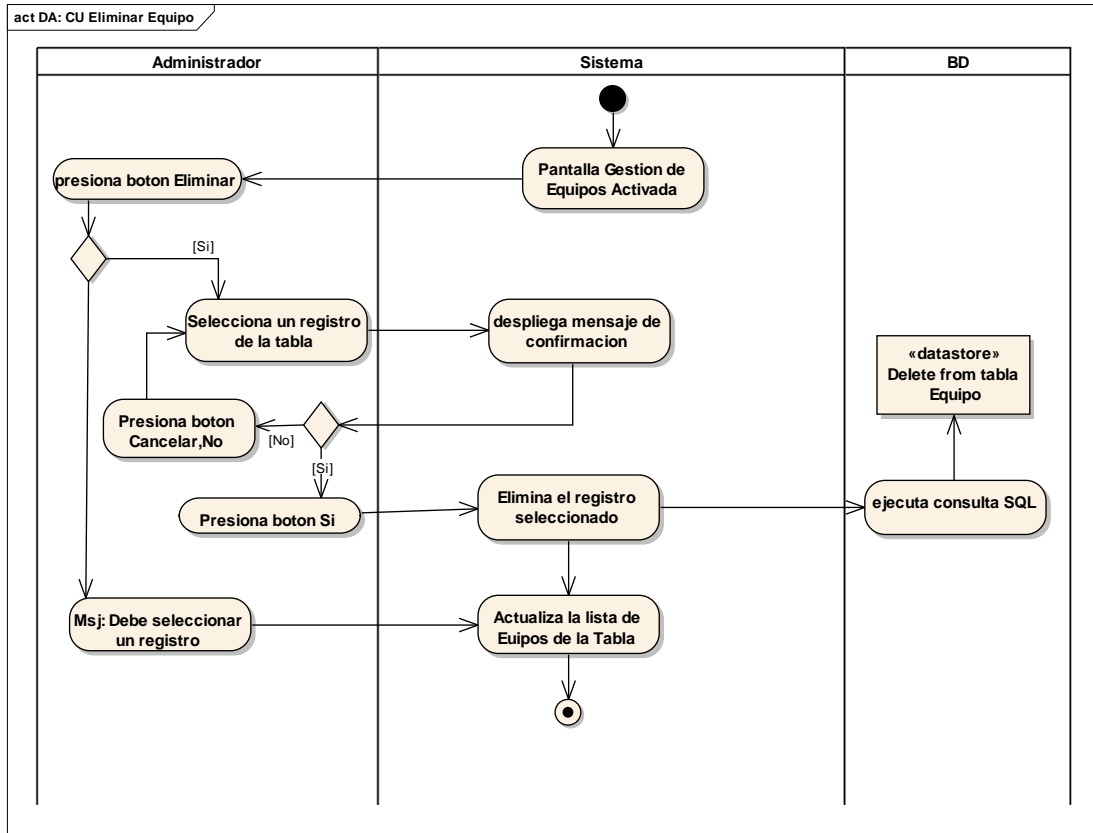 act DA: CU Eliminar Equipo
Administrador
Sistema
BD
Pantalla Gestion de
Equipos Activada
presiona boton Eliminar
[Si]
Selecciona un registro
de la tabla
despliega mensaje de
confirmacion
«datastore»
Delete from tabla
Equipo
Presiona boton
Cancelar,No
[No]
[Si]
Presiona boton Si
Elimina el registro
seleccionado
ejecuta consulta SQL
Msj: Debe seleccionar
un registro
Actualiza la lista de
Euipos de la Tabla